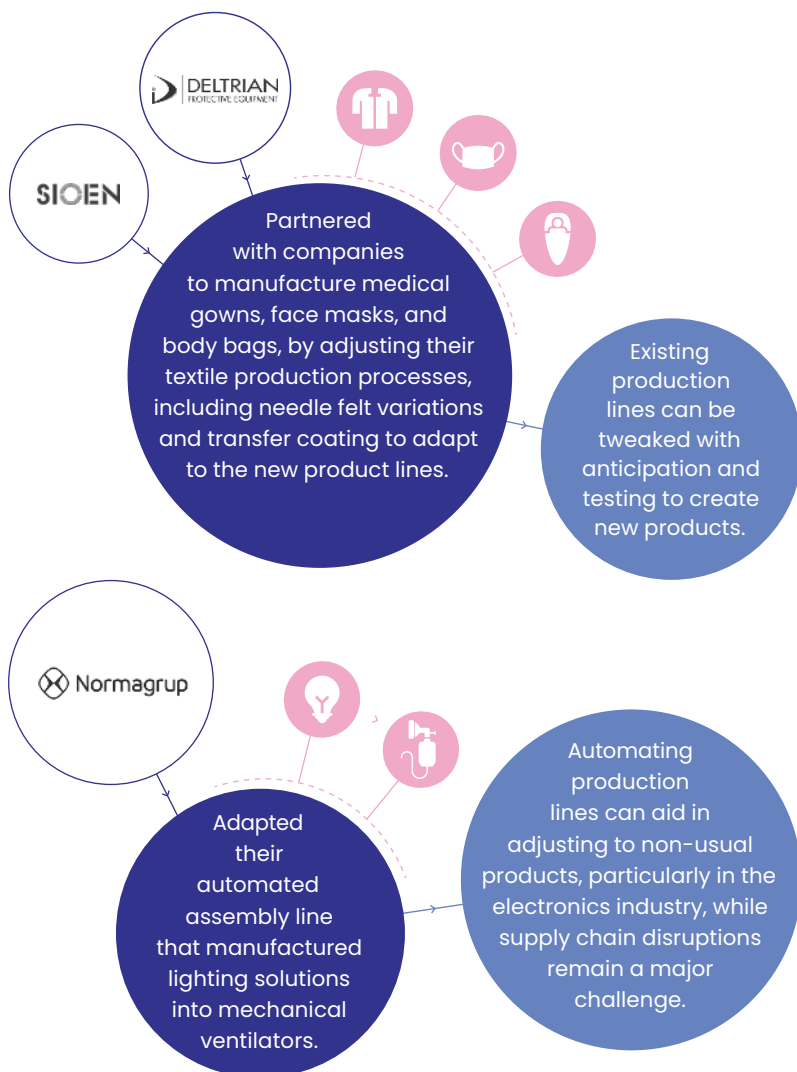 DELTRIAN
PROTECTIVE EQUIPMENT
SIOEN
Partnered
with companies
to manufacture medical
gowns, face masks, and
body bags, by adjusting their
textile production processes,
including needle felt variations
and transfer coating to adapt
to the new product lines.
Existing
production
lines can be
tweaked with
anticipation and
testing to create
new products.
Normagrup
Adapted
their
automated
assembly line
that manufactured
lighting solutions
into mechanical
ventilators.
Automating
production
lines can aid in
adjusting to non-usual
products, particularly in the
electronics industry, while
supply chain disruptions
remain a major
challenge.